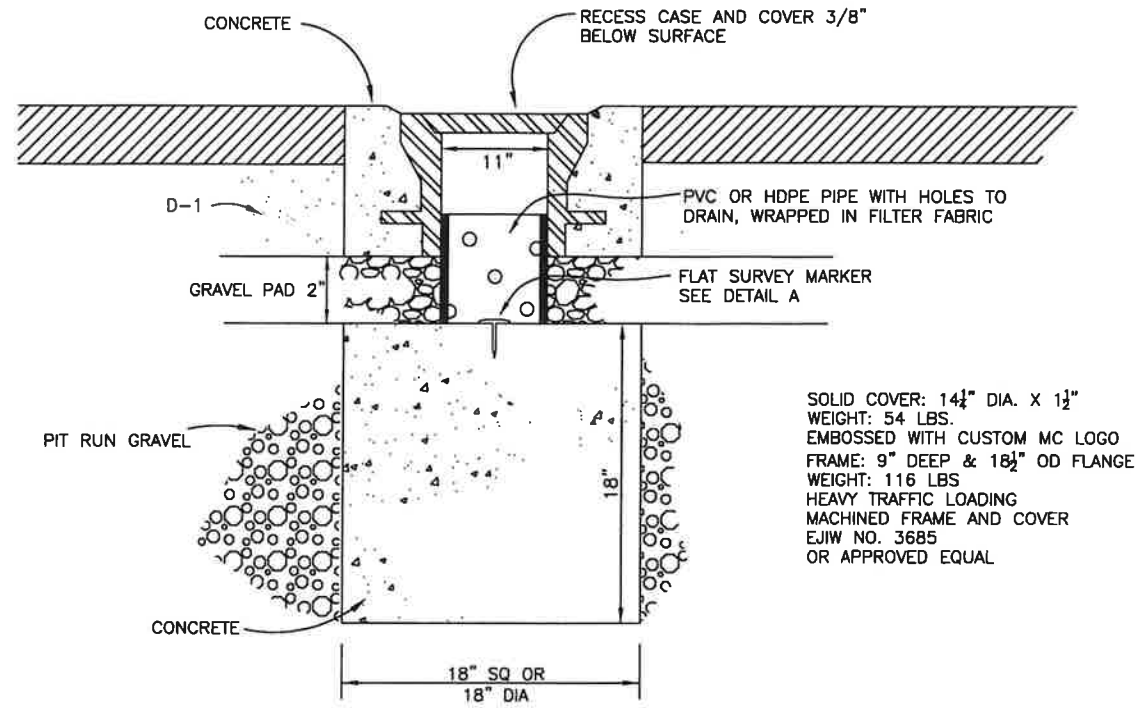 CONCRETE
RECESS CASE AND COVER 3/8"
BELOW SURFACE
11"
D-1
PVC OR HDPE PIPE WITH HOLES TO
DRAIN, WRAPPED IN FILTER FABRIC
GRAVEL PAD 2"
FLAT SURVEY MARKER
SEE DETAIL A
PIT RUN GRAVEL
18"
SOLID COVER: 14¼" DIA. X 1½"
WEIGHT: 54 LBS.
EMBOSSED WITH CUSTOM MC LOGO
FRAME: 9" DEEP & 18½" OD FLANGE
WEIGHT: 116 LBS
HEAVY TRAFFIC LOADING
MACHINED FRAME AND COVER
EJIW NO. 3685
OR APPROVED EQUAL
CONCRETE
18" SQ OR
18" DIA